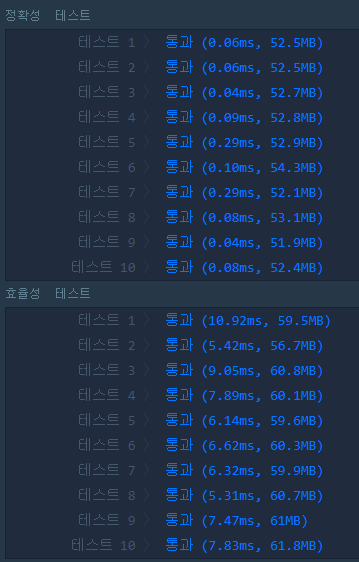 정확성 테스트
테스트 1 〉 통과 (0.06ms, 52.5MB)
테스트 2 〉 통과 (0.06ms, 52.5MB)
테스트 3 〉 통과 (0.04ms, 52.7MB)
테스트 4 〉 통과 (0.09ms, 52.8MB)
테스트 5 〉 통과 (0.29ms, 52.9MB)
테스트 6 〉 통과 (0.10ms, 54.3MB)
테스트 7 〉 통과 (0.29ms, 52.1MB)
테스트 8 〉 통과 (0.08ms, 53.1MB)
테스트 9 〉 통과 (0.04ms, 51.9MB)
테스트 10 〉 통과 (0.08ms, 52.4MB)
효율성 테스트
테스트 1 〉 통과 (10.92ms, 59.5MB)
테스트 2 〉 통과 (5.42ms, 56.7MB)
테스트 3 〉 통과 (9.05ms, 60.8MB)
테스트 4 〉 통과 (7.89ms, 60.1MB)
테스트 5 〉 통과 (6.14ms, 59.6MB)
테스트 6 〉 통과 (6.62ms, 60.3MB)
테스트 7 〉 통과 (6.32ms, 59.9MB)
테스트 8 〉 통과 (5.31ms, 60.7MB)
테스트 9 〉 통과 (7.47ms, 61MB)
테스트 10 〉 통과 (7.83ms, 61.8MB)